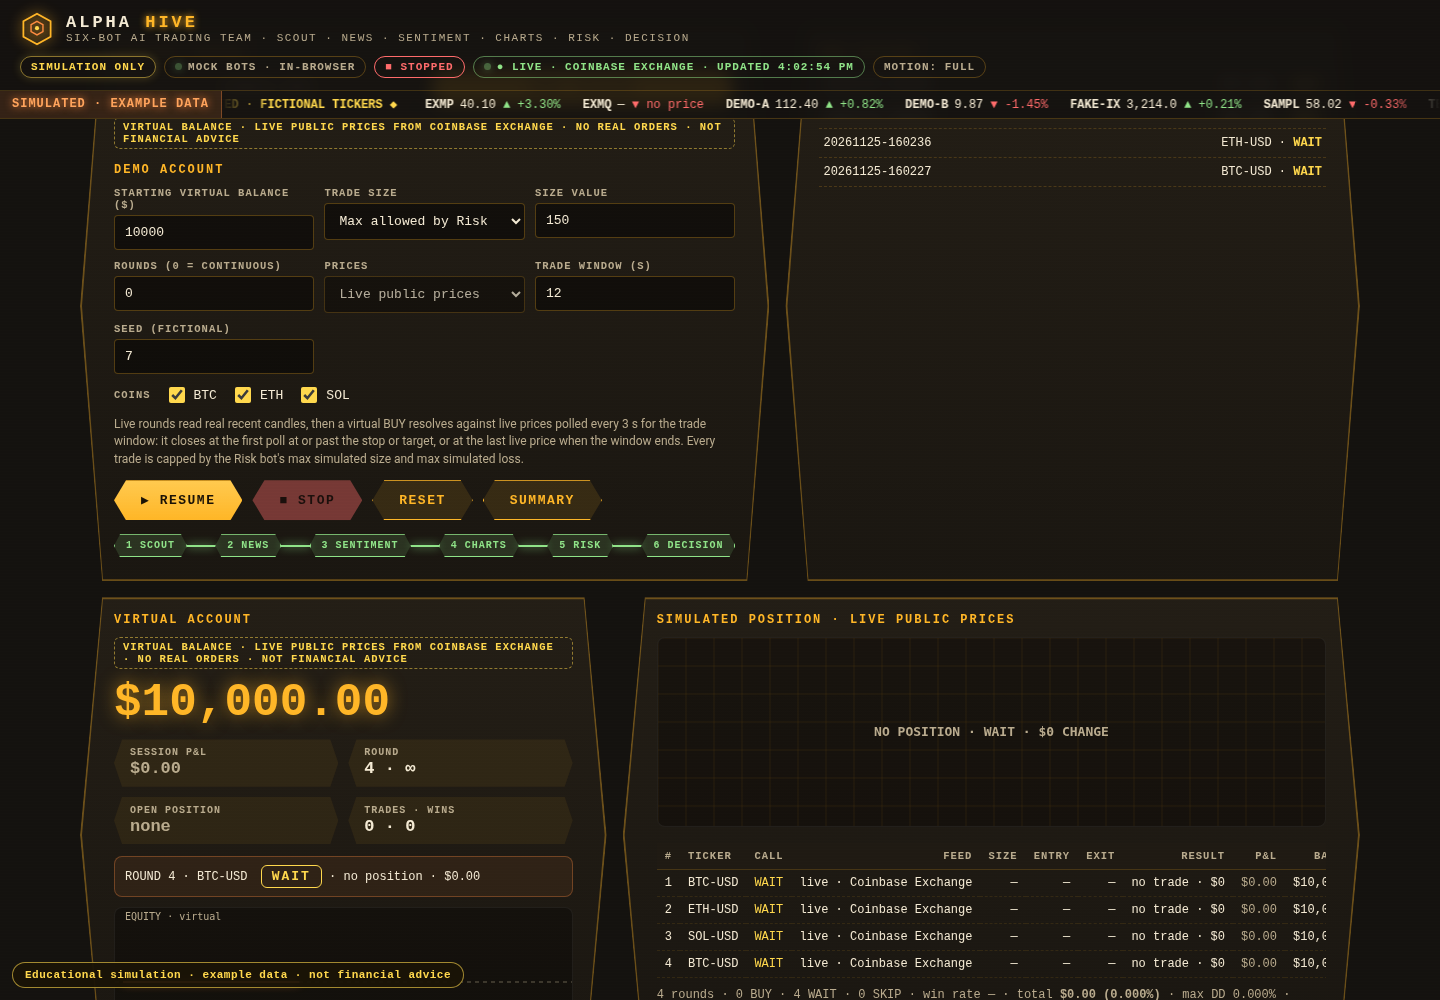 ALPHA HIVE
SIX-BOT AI TRADING TEAM · SCOUT · NEWS · SENTIMENT · CHARTS · RISK · DECISION
SIMULATION ONLY
MOCK BOTS · IN-BROWSER
■ STOPPED
● LIVE · COINBASE EXCHANGE · UPDATED 4:02:54 PM
MOTION: FULL
SIMULATED · EXAMPLE DATA
ED · FICTIONAL TICKERS ◆ EXMP 40.10 ▲ +3.30% EXMQ — ▼ no price DEMO-A 112.40 ▲ +0.82% DEMO-B 9.87 ▼ -1.45% FAKE-IX 3,214.0 ▲ +0.21% SAMPL 58.02 ▼ -0.33%
VIRTUAL BALANCE · LIVE PUBLIC PRICES FROM COINBASE EXCHANGE · NO REAL ORDERS · NOT
FINANCIAL ADVICE
DEMO ACCOUNT
STARTING VIRTUAL BALANCE
($)
10000
TRADE SIZE
Max allowed by Risk
SIZE VALUE
150
ROUNDS (0 = CONTINUOUS)
0
PRICES
Live public prices
TRADE WINDOW (S)
12
SEED (FICTIONAL)
7
COINS BTC ETH SOL
Live rounds read real recent candles, then a virtual BUY resolves against live prices polled every 3 s for the trade
window: it closes at the first poll at or past the stop or target, or at the last live price when the window ends. Every
trade is capped by the Risk bot's max simulated size and max simulated loss.
▶ RESUME
■ STOP
RESET
SUMMARY
1 SCOUT
2 NEWS
3 SENTIMENT
4 CHARTS
5 RISK
6 DECISION
20261125-160236 ETH-USD · WAIT
20261125-160227 BTC-USD · WAIT
VIRTUAL ACCOUNT
VIRTUAL BALANCE · LIVE PUBLIC PRICES FROM COINBASE EXCHANGE
· NO REAL ORDERS · NOT FINANCIAL ADVICE
$10,000.00
SESSION P&L
$0.00
ROUND
4 · ∞
OPEN POSITION
none
TRADES · WINS
0 · 0
ROUND 4 · BTC-USD WAIT · no position · $0.00
EQUITY · virtual
SIMULATED POSITION · LIVE PUBLIC PRICES
NO POSITION · WAIT · $0 CHANGE
# TICKER CALL FEED SIZE ENTRY EXIT RESULT P&L BA
1 BTC-USD WAIT live · Coinbase Exchange — — — no trade · $0 $0.00 $10,0
2 ETH-USD WAIT live · Coinbase Exchange — — — no trade · $0 $0.00 $10,0
3 SOL-USD WAIT live · Coinbase Exchange — — — no trade · $0 $0.00 $10,0
4 BTC-USD WAIT live · Coinbase Exchange — — — no trade · $0 $0.00 $10,0
4 rounds · 0 BUY · 4 WAIT · 0 SKIP · win rate — · total $0.00 (0.000%) · max DD 0.000% ·
Educational simulation · example data · not financial advice